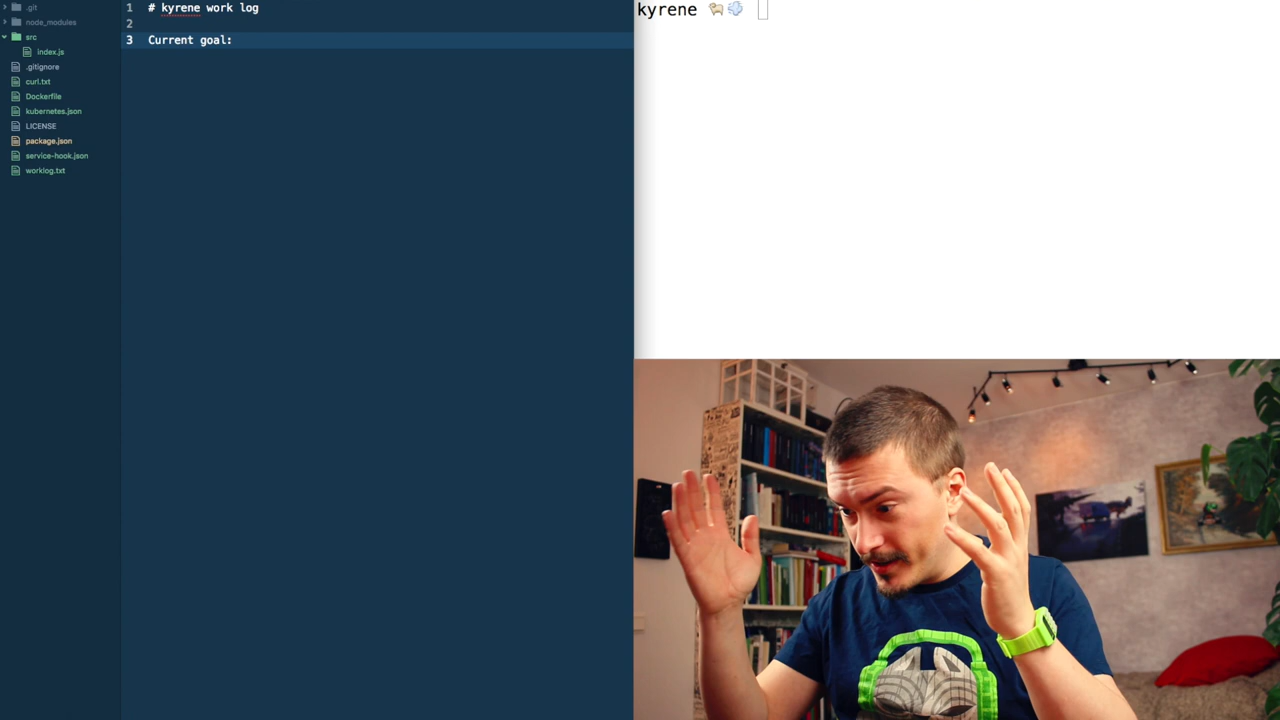 .git
node_modules
src
index.js
.gitignore
curl.txt
Dockerfile
kubernetes.json
LICENSE
package.json
service-hook.json
worklog.txt
1 # kyrene work log
2
3 Current goal:
kyrene